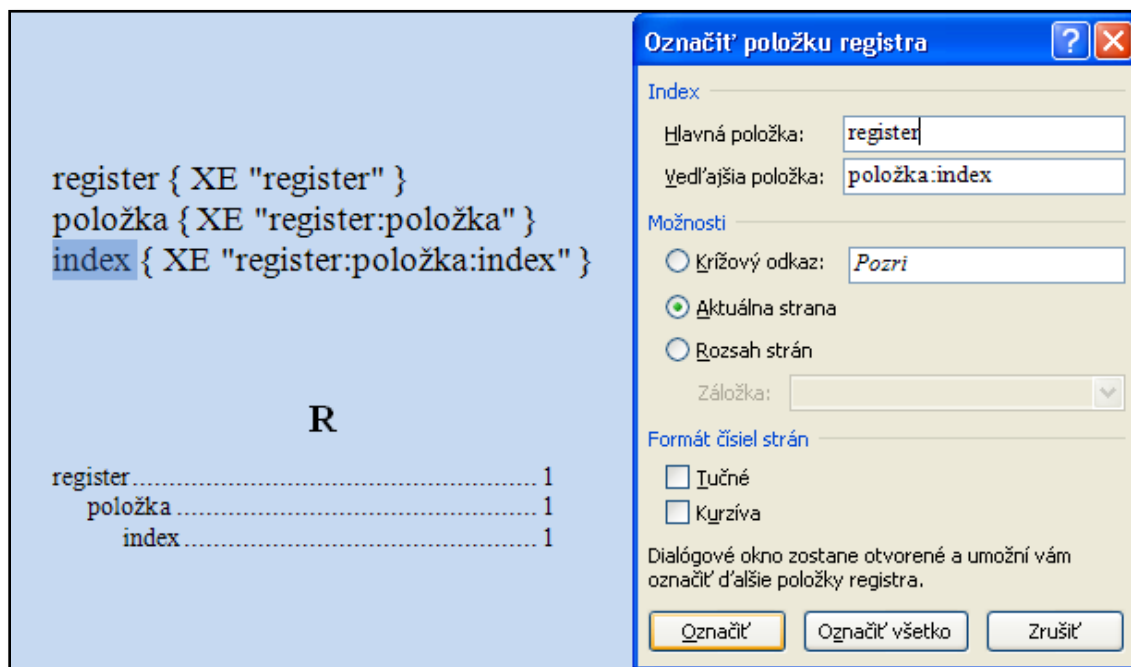 register { XE "register" }
položka { XE "register:položka" }
index { XE "register:položka:index" }
R
register.......................................................... 1
položka .................................................... 1
index .................................................... 1
Označiť položku registra
Index
Hlavná položka: register
Vedľajšia položka: položka:index
Možnosti
Krížový odkaz: Pozri
Aktuálna strana
Rozsah strán
Záložka:
Formát čísiel strán
Tučné
Kurzíva
Dialógové okno zostane otvorené a umožní vám
označiť ďalšie položky registra.
Označiť Označiť všetko Zrušiť